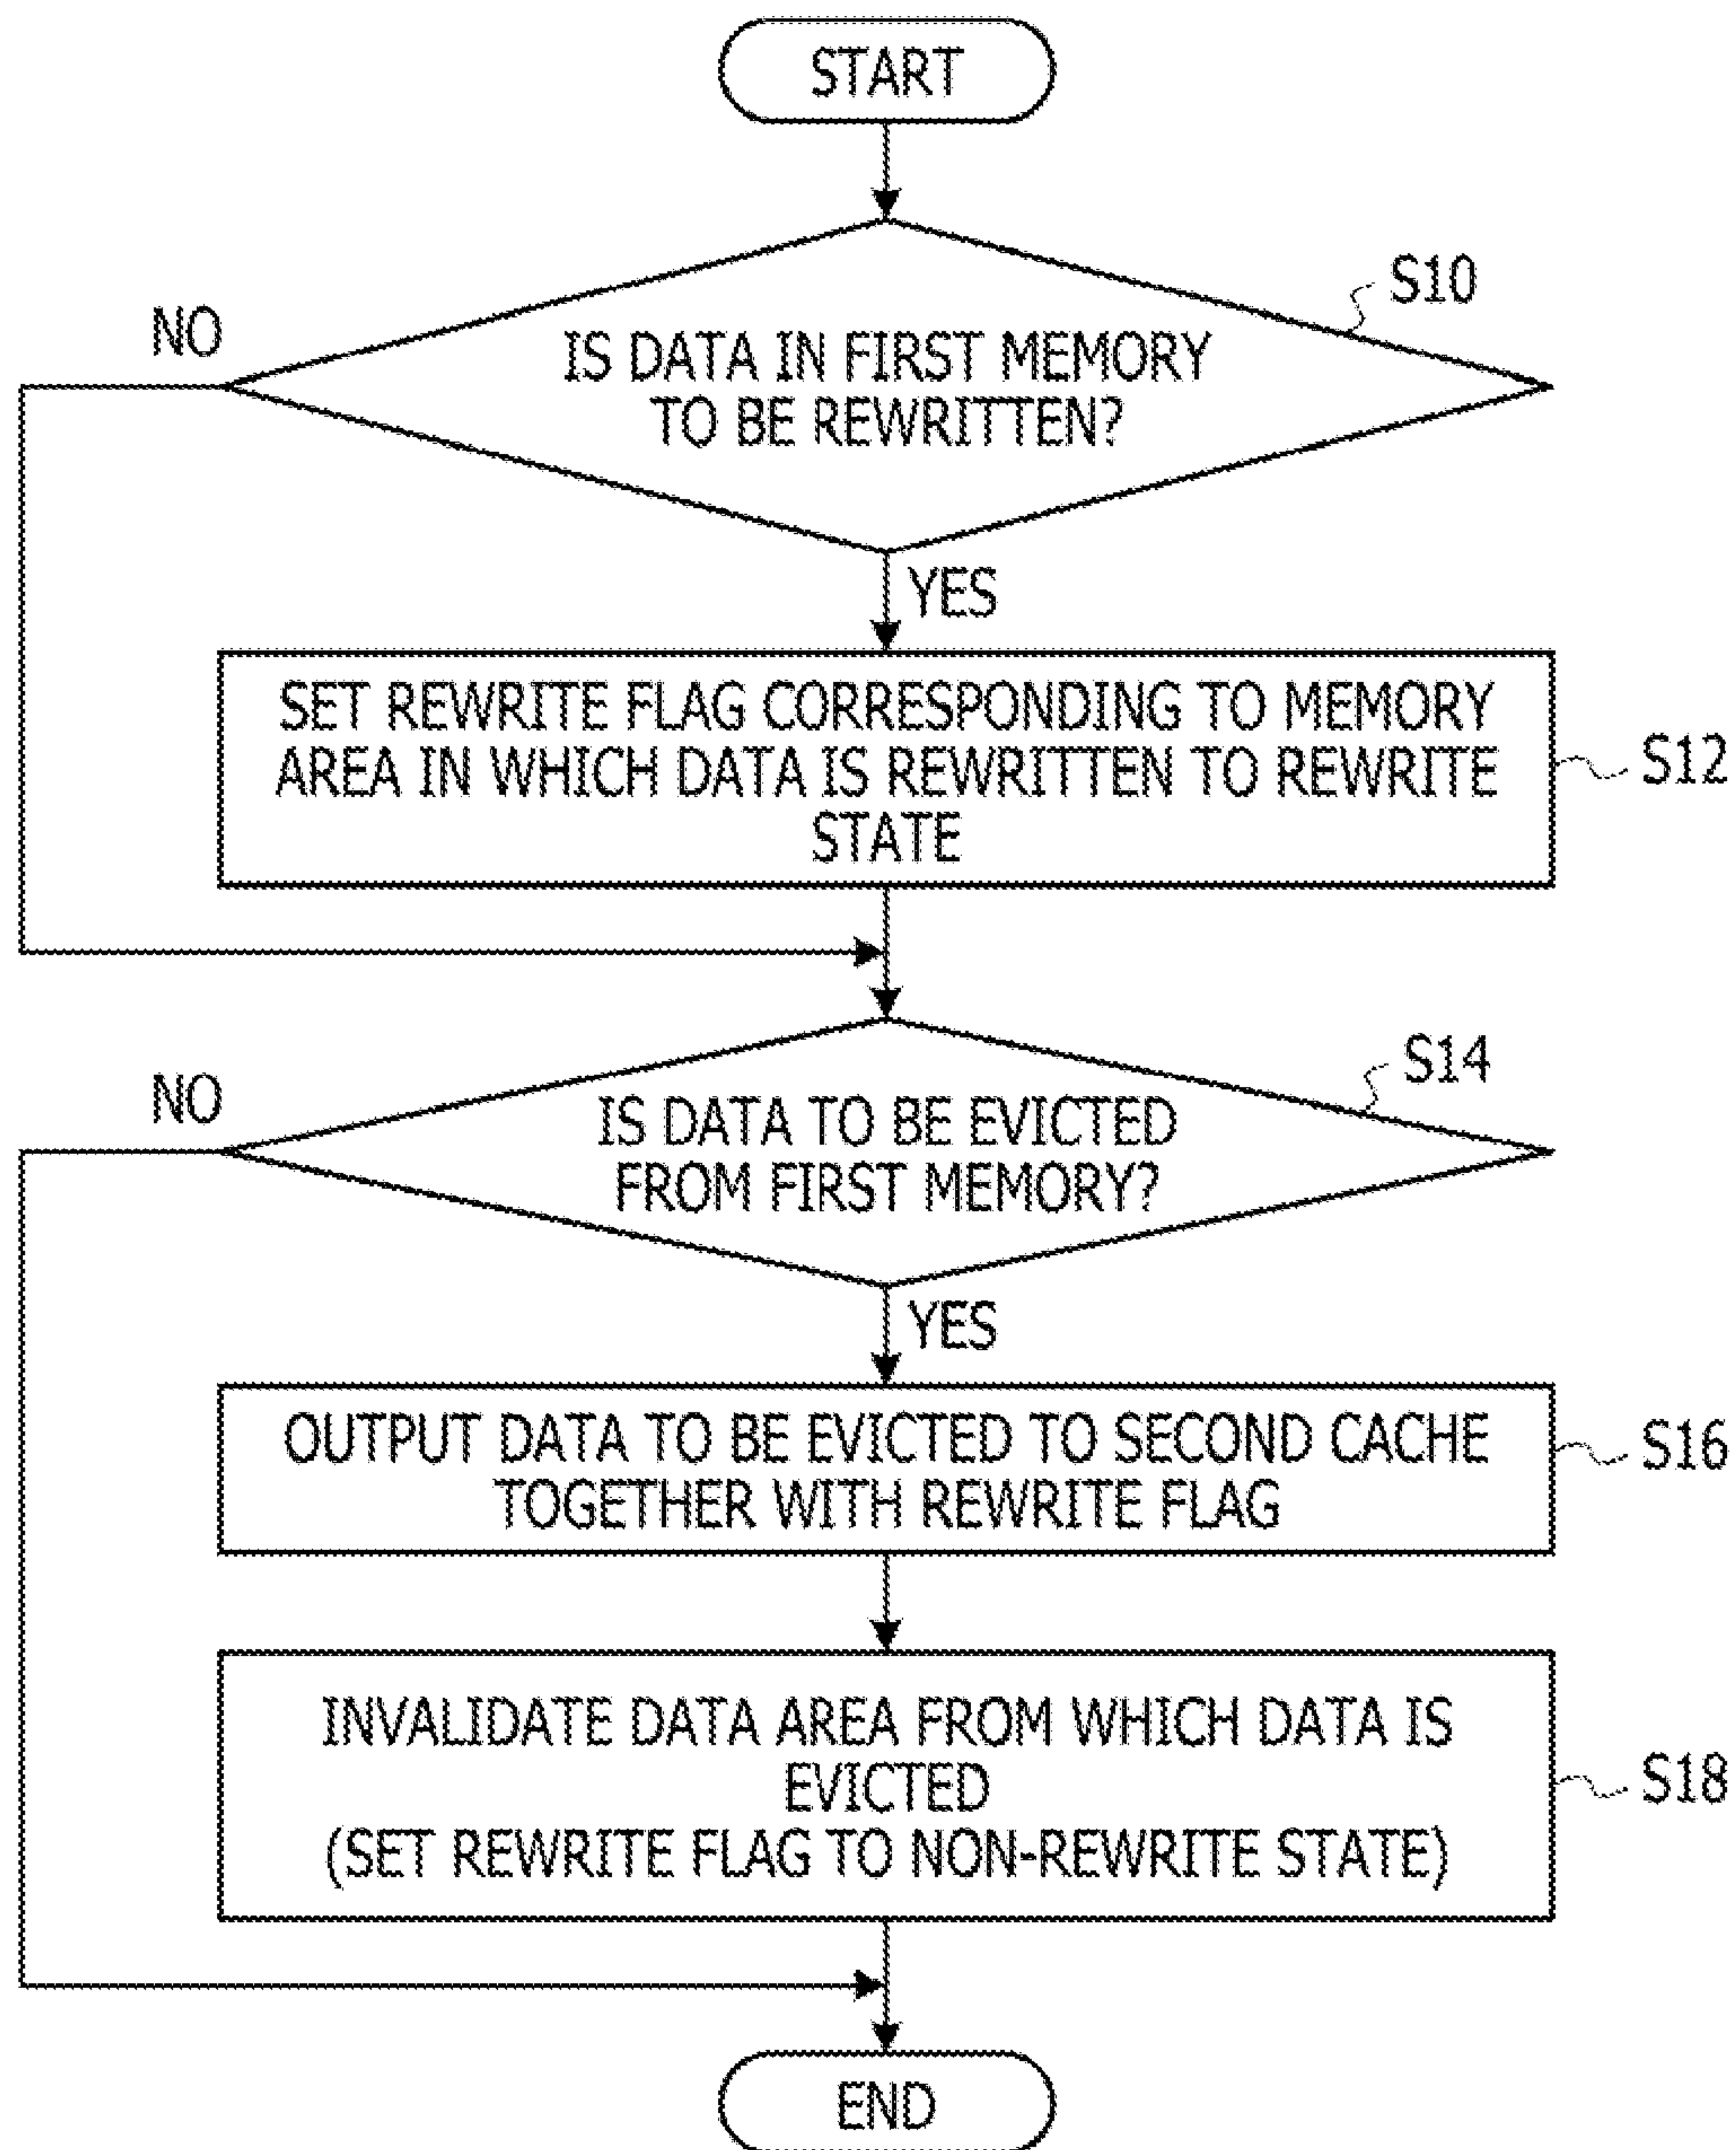 START
S10
NO
IS DATA IN FIRST MEMORY
TO BE REWRITTEN?
YES
SET REWRITE FLAG CORRESPONDING TO MEMORY
AREA IN WHICH DATA IS REWRITTEN TO REWRITE
STATE
S12
S14
NO
IS DATA TO BE EVICTED
FROM FIRST MEMORY?
YES
OUTPUT DATA TO BE EVICTED TO SECOND CACHE
TOGETHER WITH REWRITE FLAG
S16
INVALIDATE DATA AREA FROM WHICH DATA IS
EVICTED
(SET REWRITE FLAG TO NON-REWRITE STATE)
S18
END